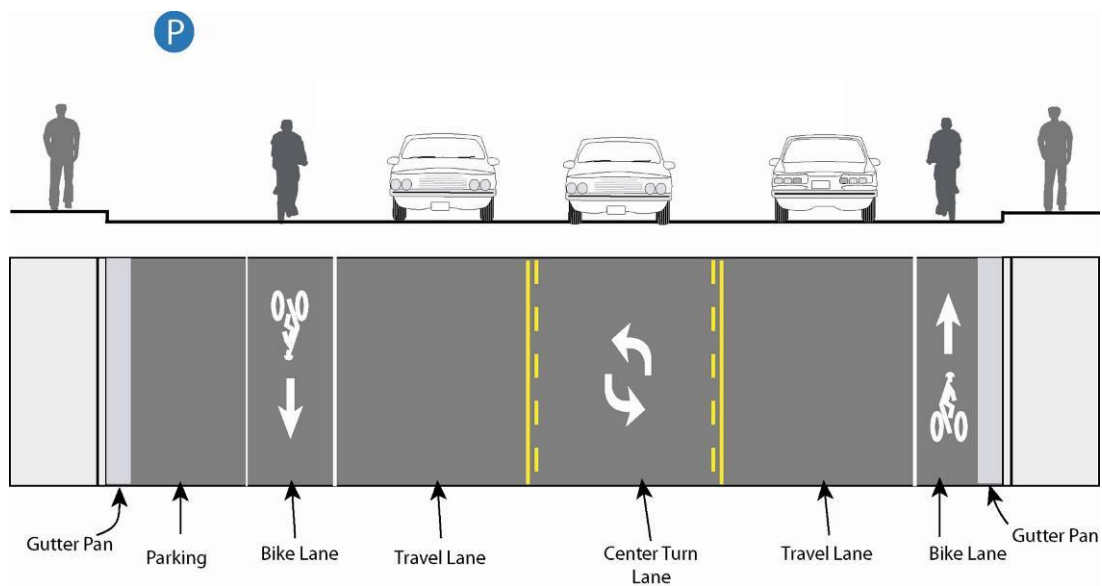 P
Gutter Pan
Parking
Bike Lane
Travel Lane
Center Turn
Lane
Travel Lane
Bike Lane
Gutter Pan